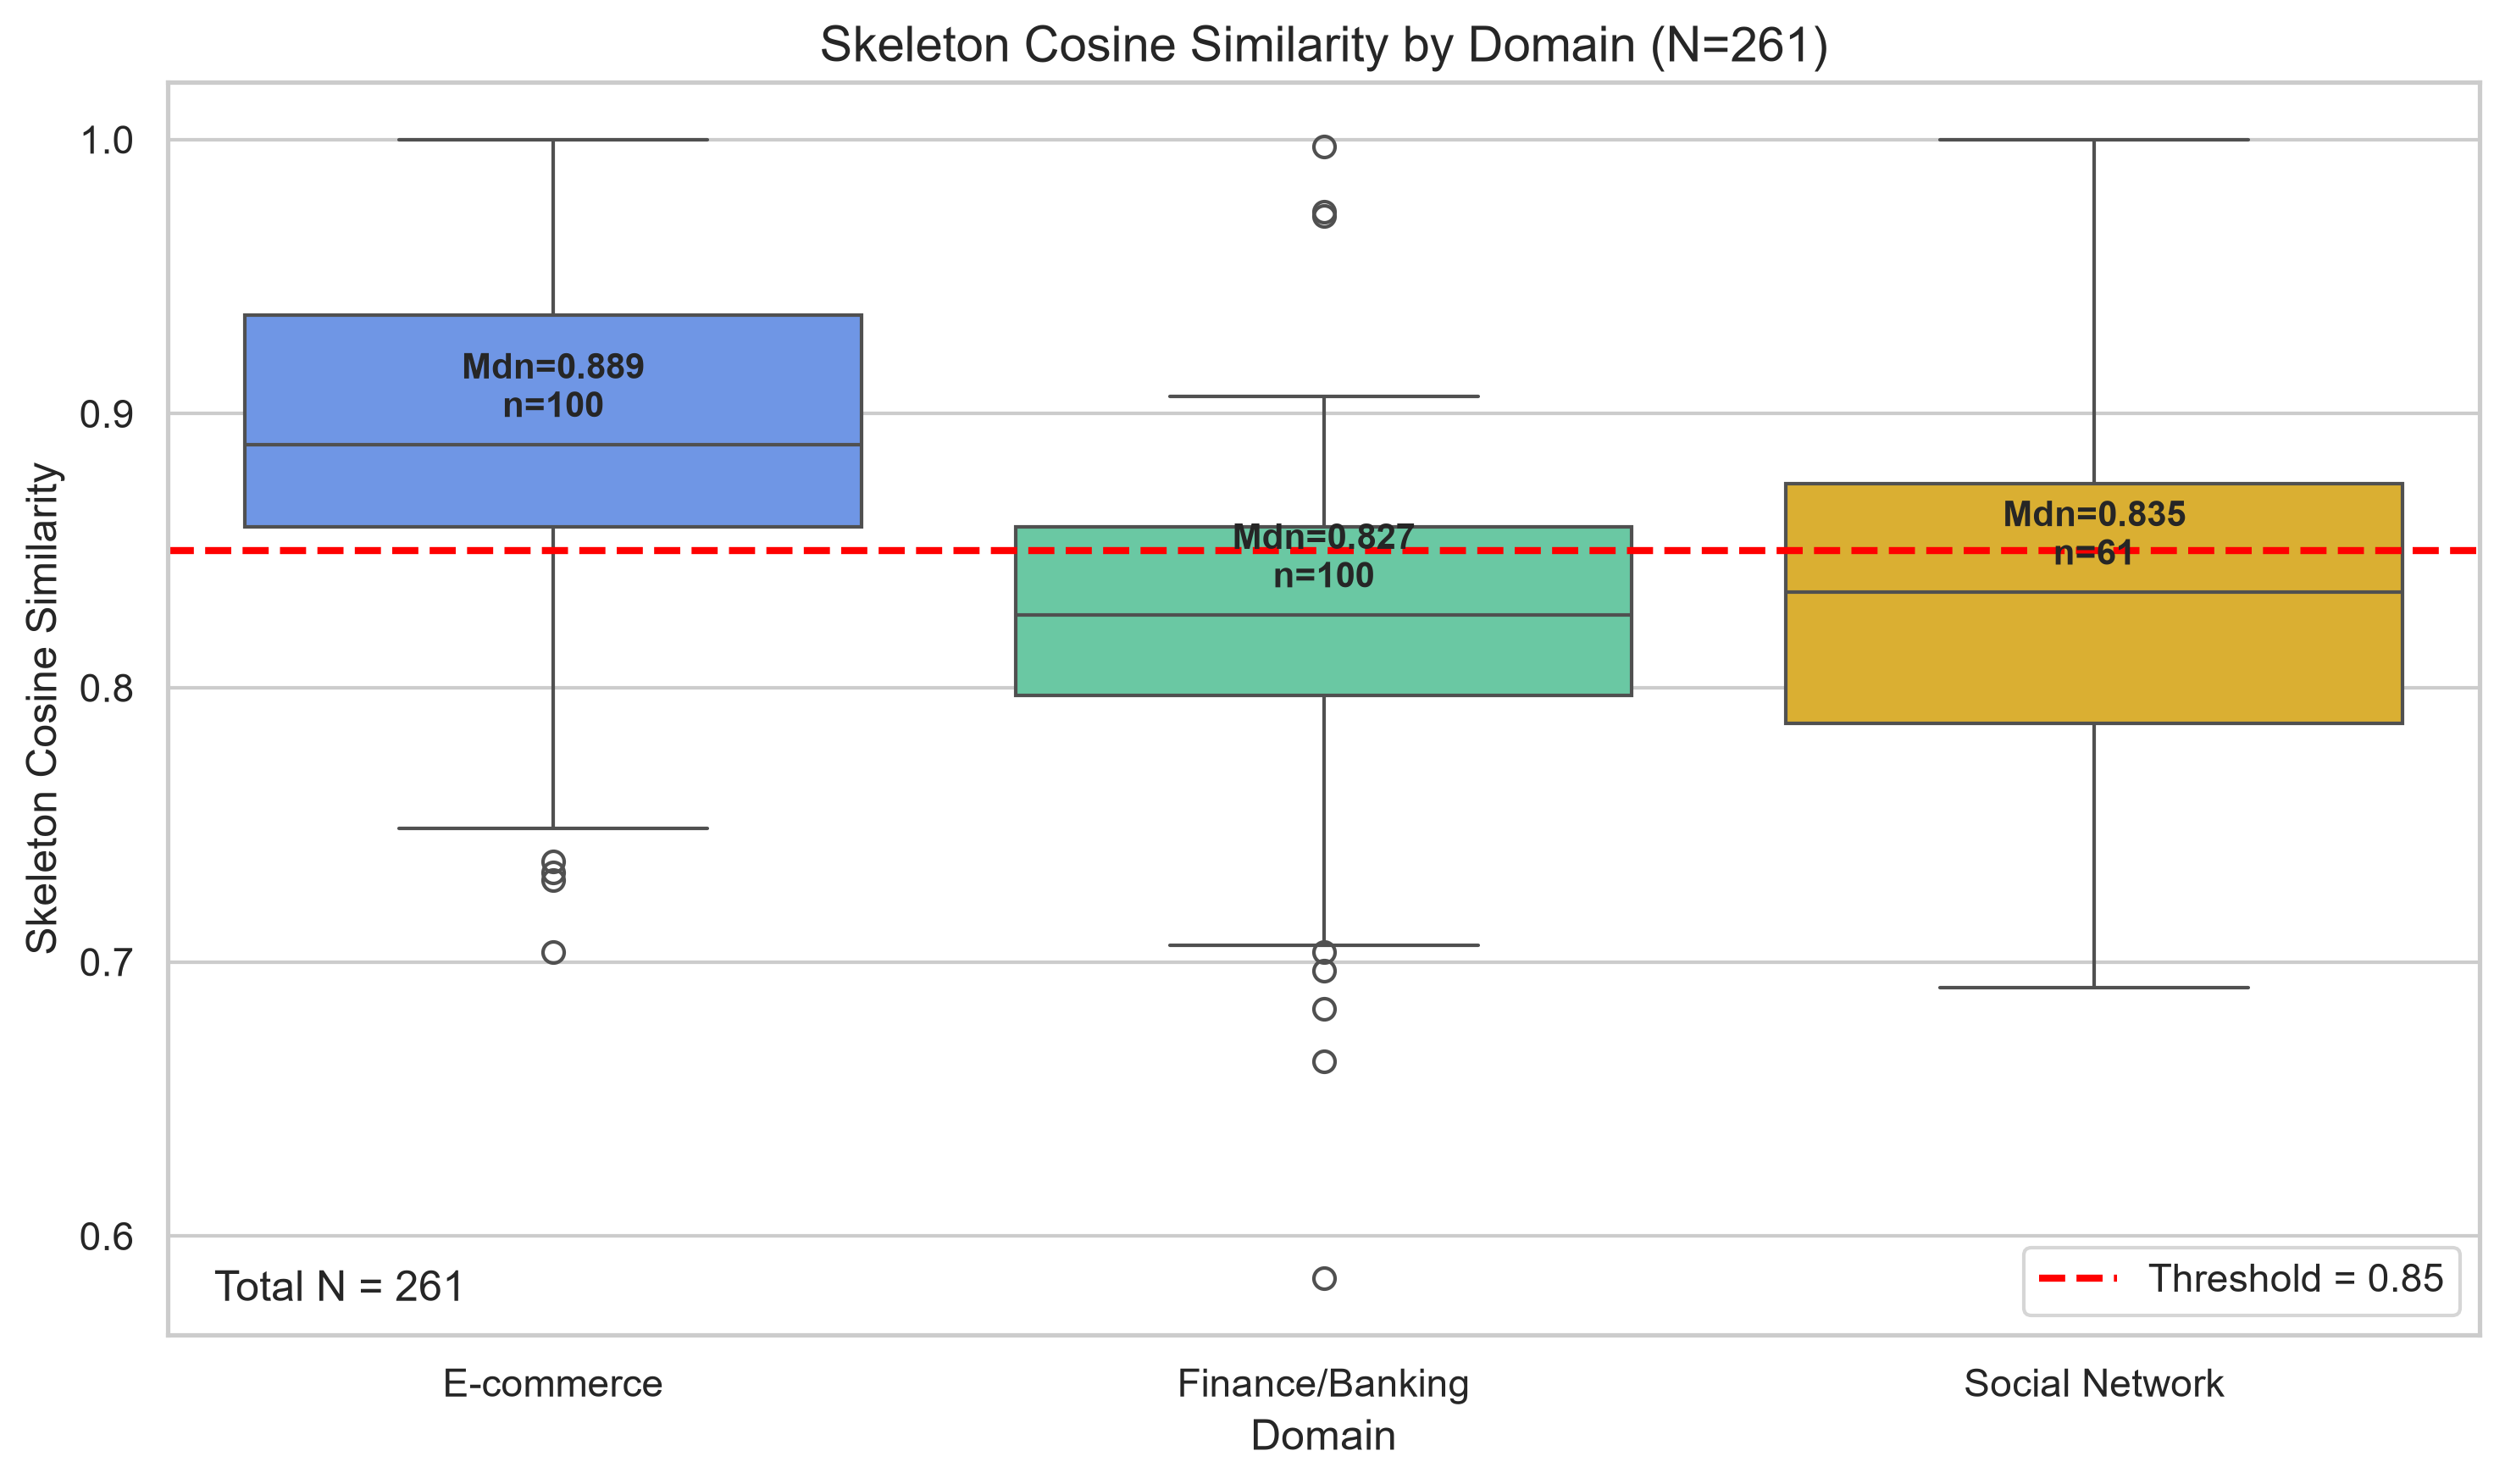 Skeleton Cosine Similarity by Domain (N=261)
Skeleton Cosine Similarity
1.0
0.9
0.8
0.7
0.6
Mdn=0.889
n=100
Mdn=0.827
n=100
Mdn=0.835
n=61
Total N = 261
Threshold = 0.85
E-commerce
Finance/Banking
Social Network
Domain